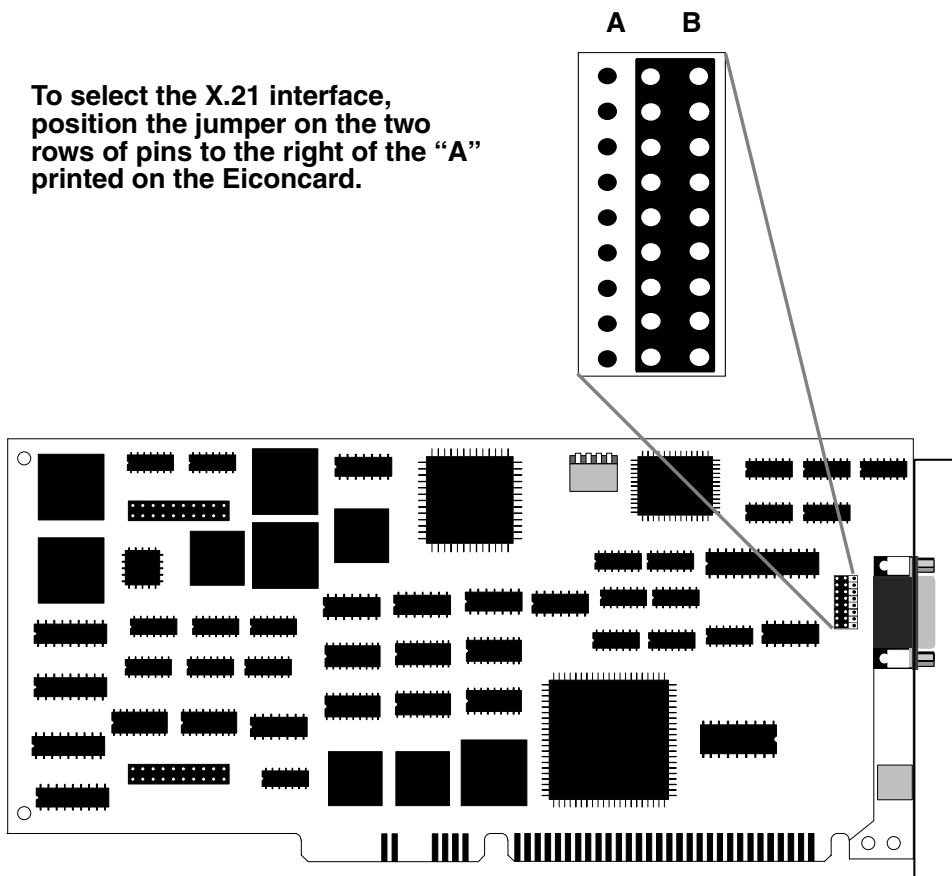 A B
To select the X.21 interface,
position the jumper on the two
rows of pins to the right of the “A”
printed on the Eiconcard.